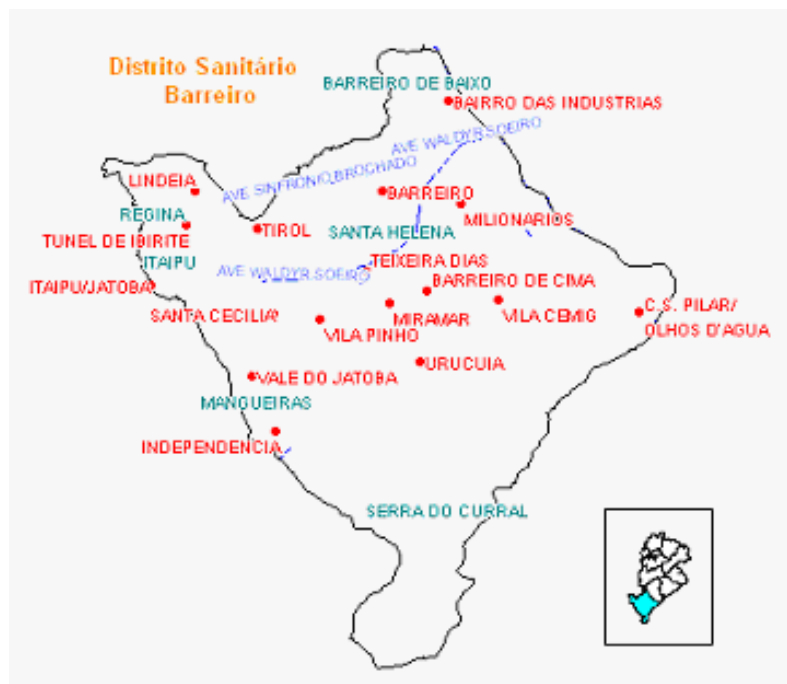 Distrito Sanitário
Barreiro
BARREIRO DE BAIXO
BAIRRO DAS INDUSTRIAS
AVE WALDYR SOEIRO
AVE SINFRONIO BROCHADO
LINDEIA
BARREIRO
REGINA
MILIONARIOS
TIROL
SANTA HELENA
TUNEL DE IBIRITE
ITAIPU
TEIXEIRA DIAS
AVE WALDYR SOEIRO
BARREIRO DE CIMA
ITAIPU/JATOBA
C.S. PILAR/
OLHOS D'AGUA
SANTA CECILIA
MIRAMAR
VILA CEMIG
VILA PINHO
URUCUIA
VALE DO JATOBA
MANGUEIRAS
INDEPENDENCIA
SERRA DO CURRAL